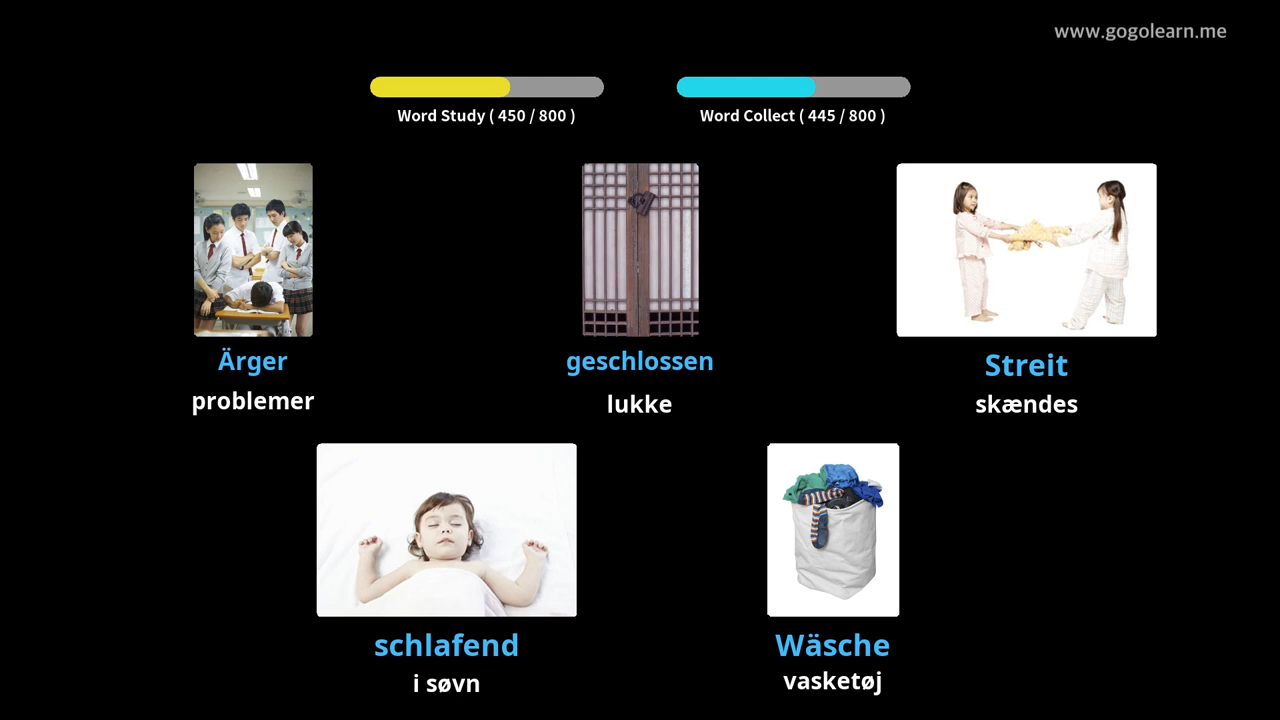 www.gogolearn.me
Word Study ( 450 / 800 )
Word Collect ( 445 / 800 )
Ärger
problemer
geschlossen
lukke
Streit
skændes
schlafend
i søvn
Wäsche
vasketøj